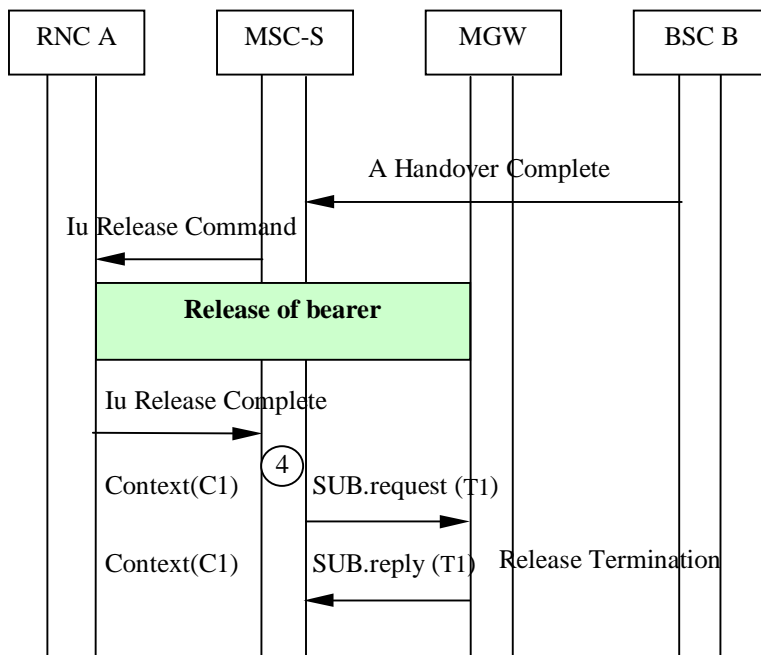 RNC A
MSC-S
MGW
BSC B
A Handover Complete
Iu Release Command
Release of bearer
Iu Release Complete
4
Context(C1)
SUB.request (T1)
Context(C1)
SUB.reply (T1)
Release Termination